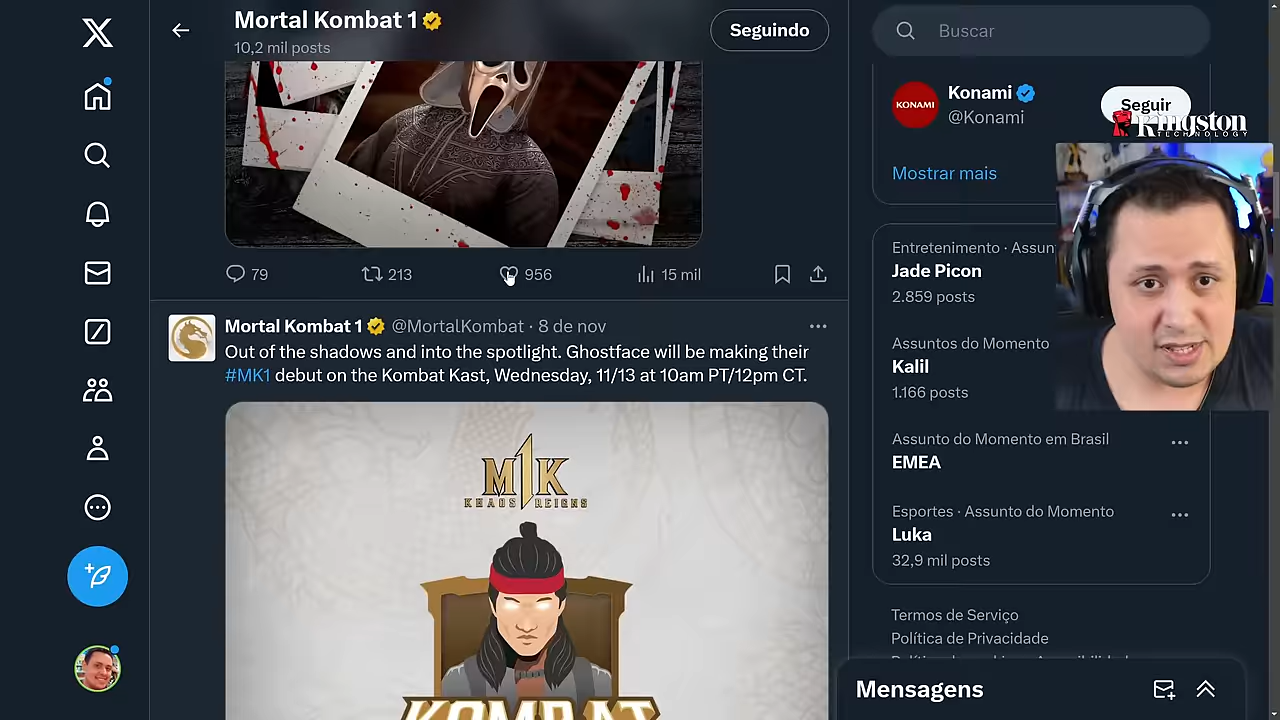 Mortal Kombat 1
10,2 mil posts
Seguindo
79
213
956
15 mil
Mortal Kombat 1 @MortalKombat · 8 de nov
Out of the shadows and into the spotlight. Ghostface will be making their
#MK1 debut on the Kombat Kast, Wednesday, 11/13 at 10am PT/12pm CT.
M1K
KHAOS REIGNS
KOMBAT
Buscar
KONAMI
Konami
@Konami
Seguir
Kingston
TECHNOLOGY
Mostrar mais
Entretenimento · Assun
Jade Picon
2.859 posts
Assuntos do Momento
Kalil
1.166 posts
Assunto do Momento em Brasil
EMEA
Esportes · Assunto do Momento
Luka
32,9 mil posts
Termos de Serviço
Política de Privacidade
Mensagens